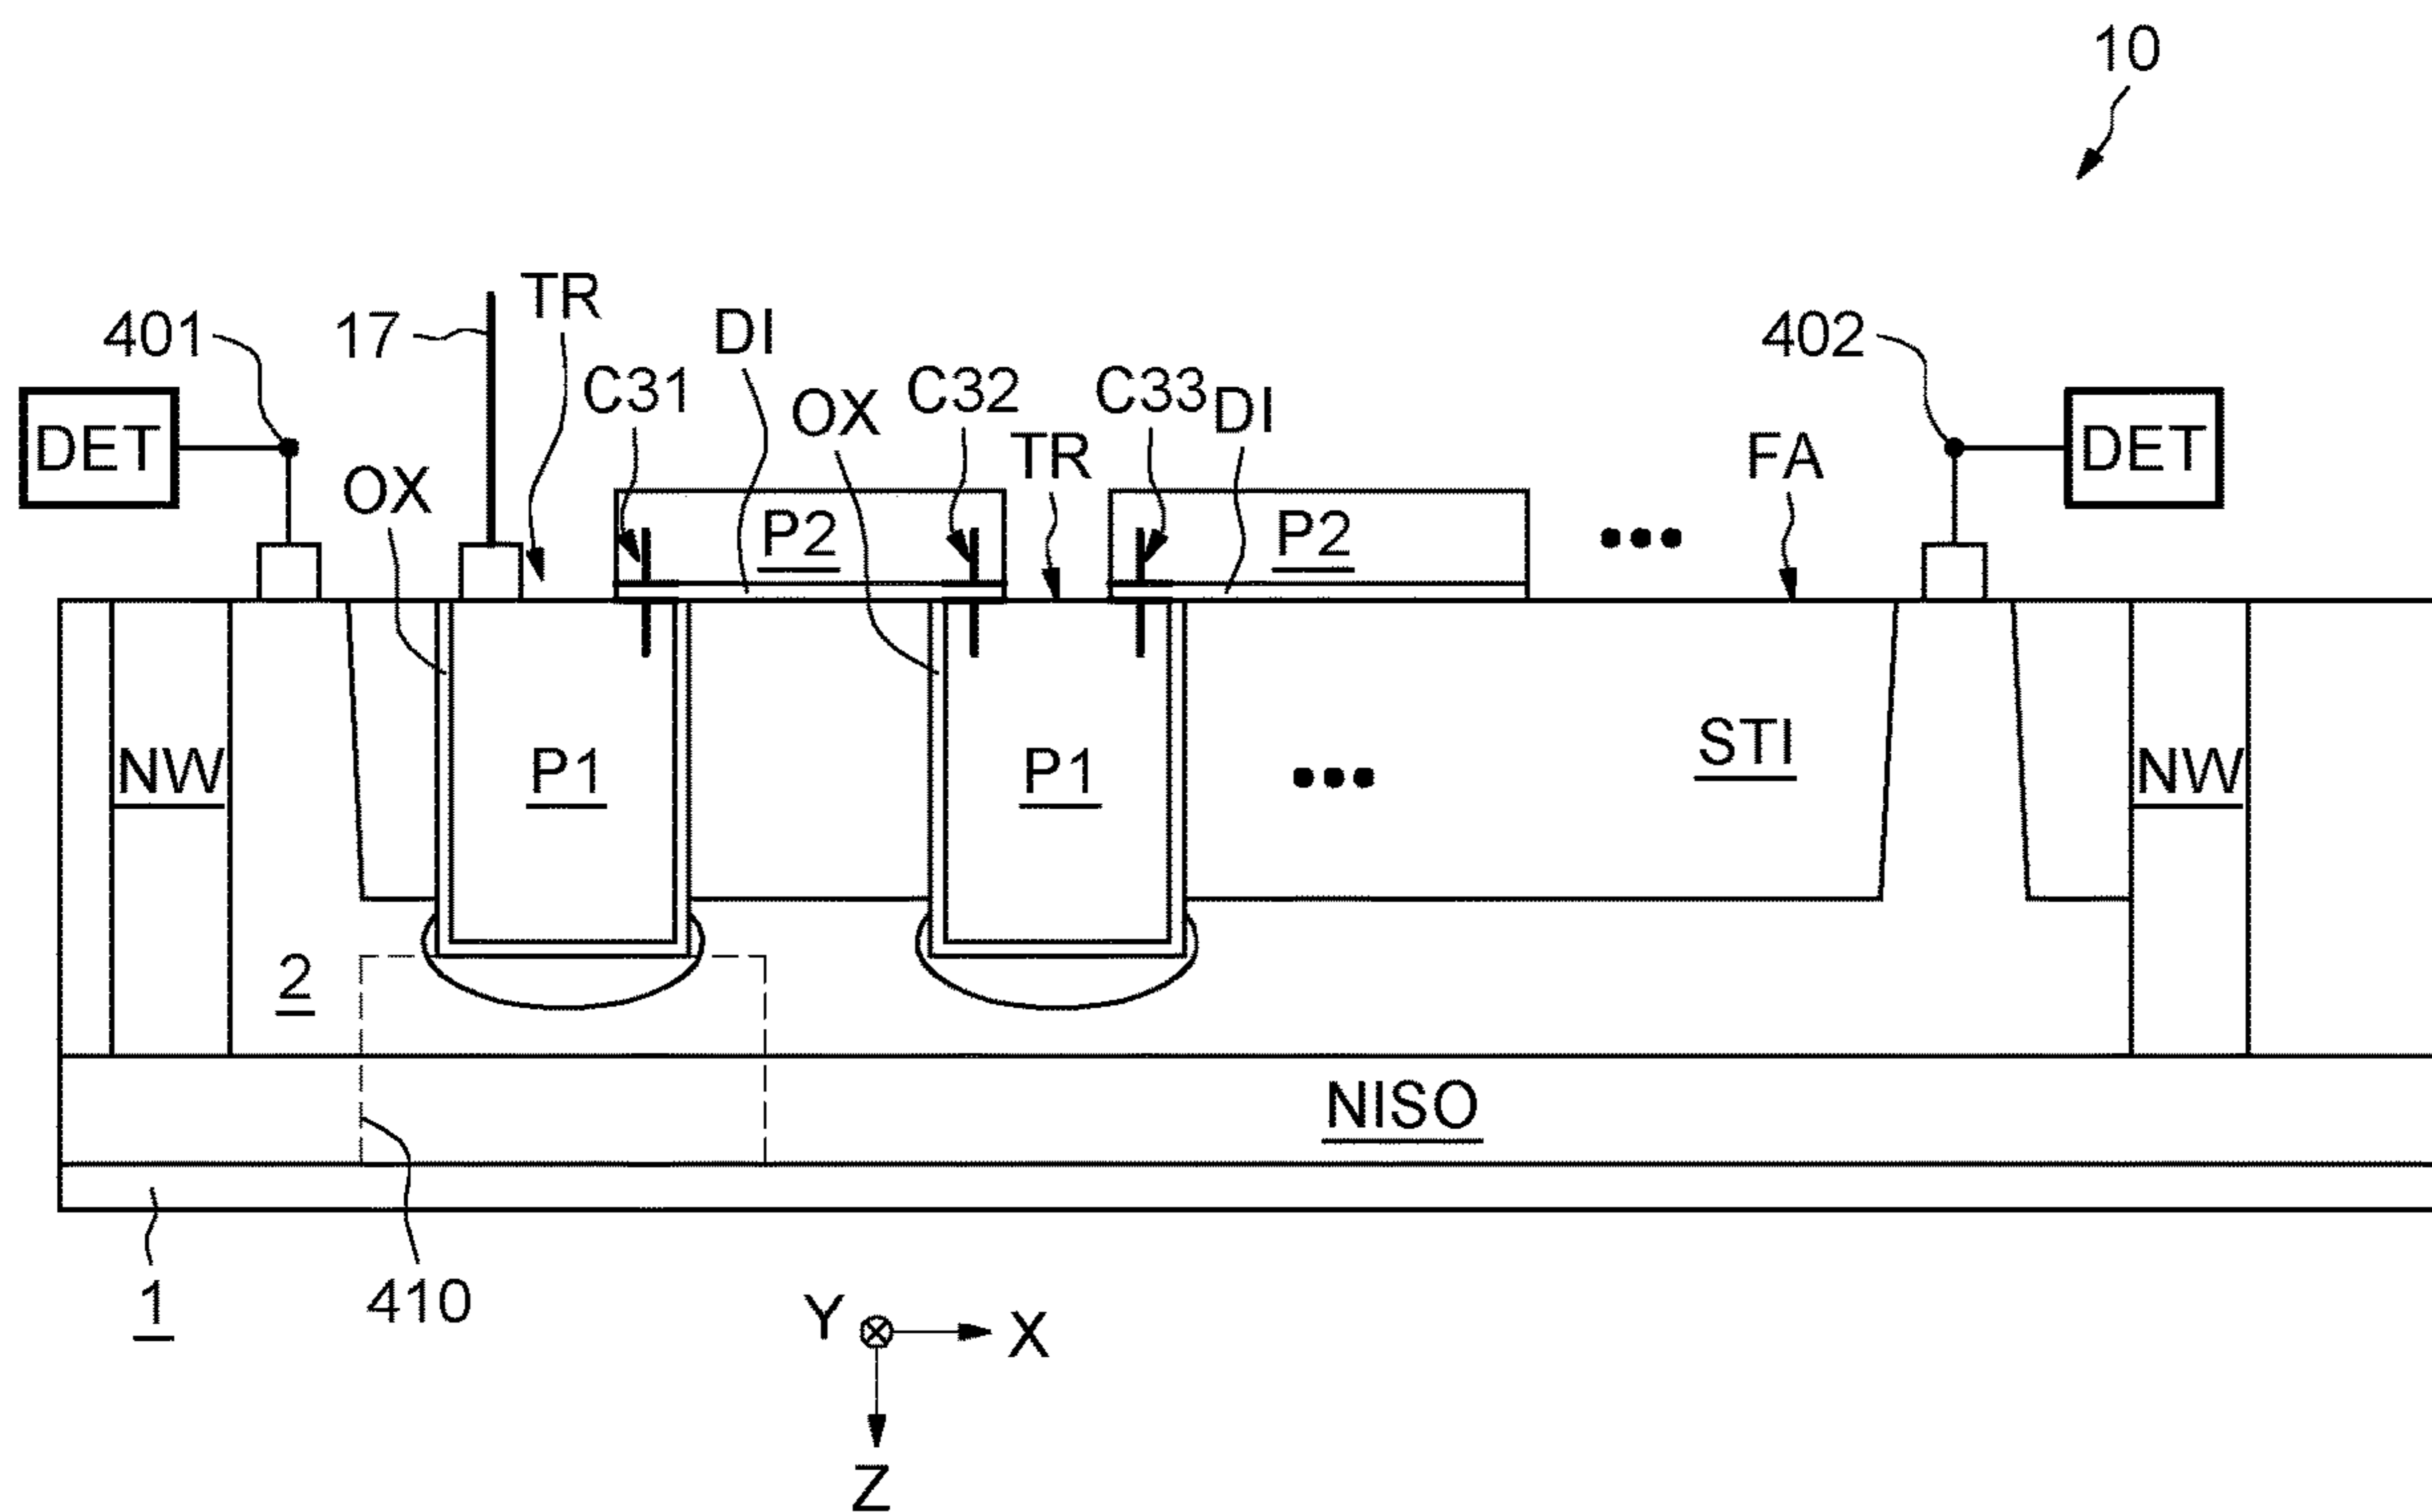 10
401
17
TR
DI
402
C31
OX
C32
C33
DI
DET
OX
TR
FA
DET
P2
P2
NW
P1
P1
STI
NW
2
NISO
1
410
Y
X
Z